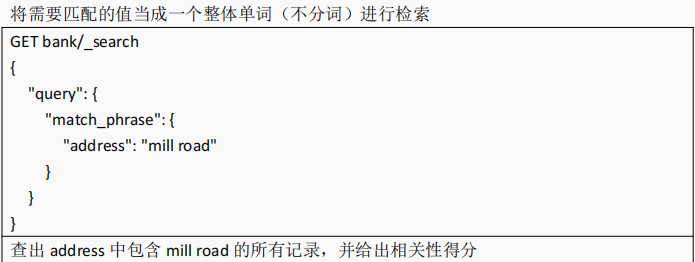 将需要匹配的值当成一个整体单词（不分词）进行检索
GET bank/_search
{
"query": {
"match_phrase": {
"address": "mill road"
}
}
}
查出 address 中包含 mill road 的所有记录，并给出相关性得分